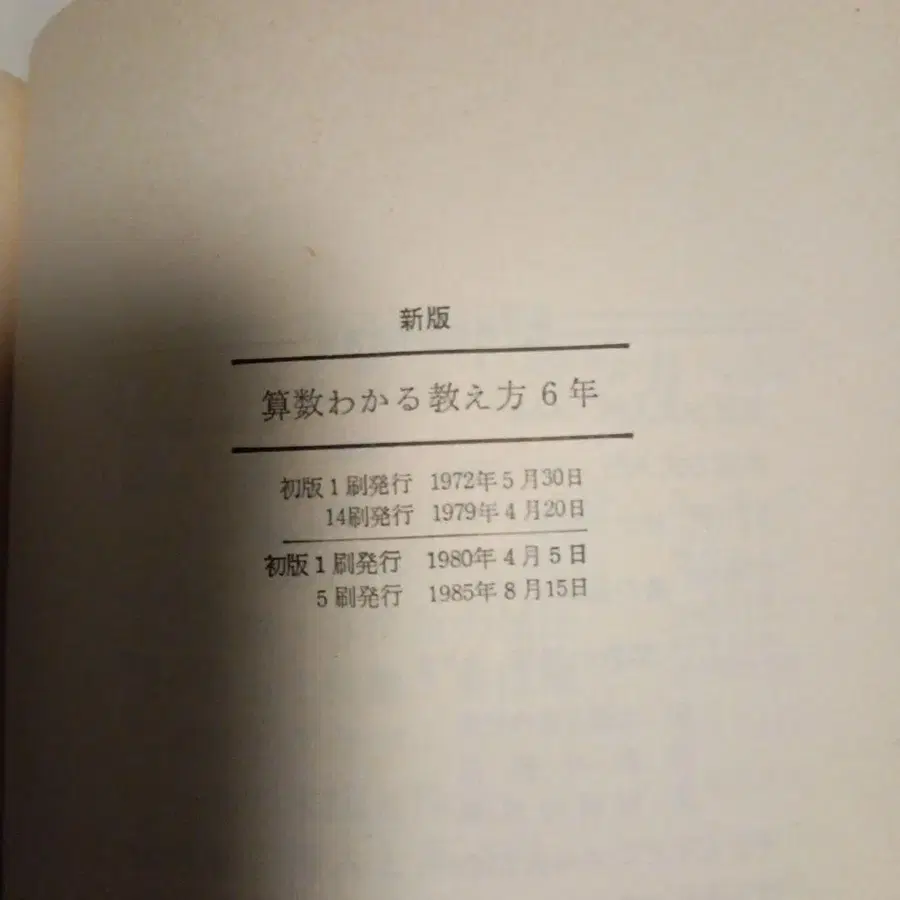 新版
算数わかる教え方6年
初版1刷発行 1972年5月30日
14刷発行 1979年4月20日
初版1刷発行 1980年4月5日
5刷発行 1985年8月15日